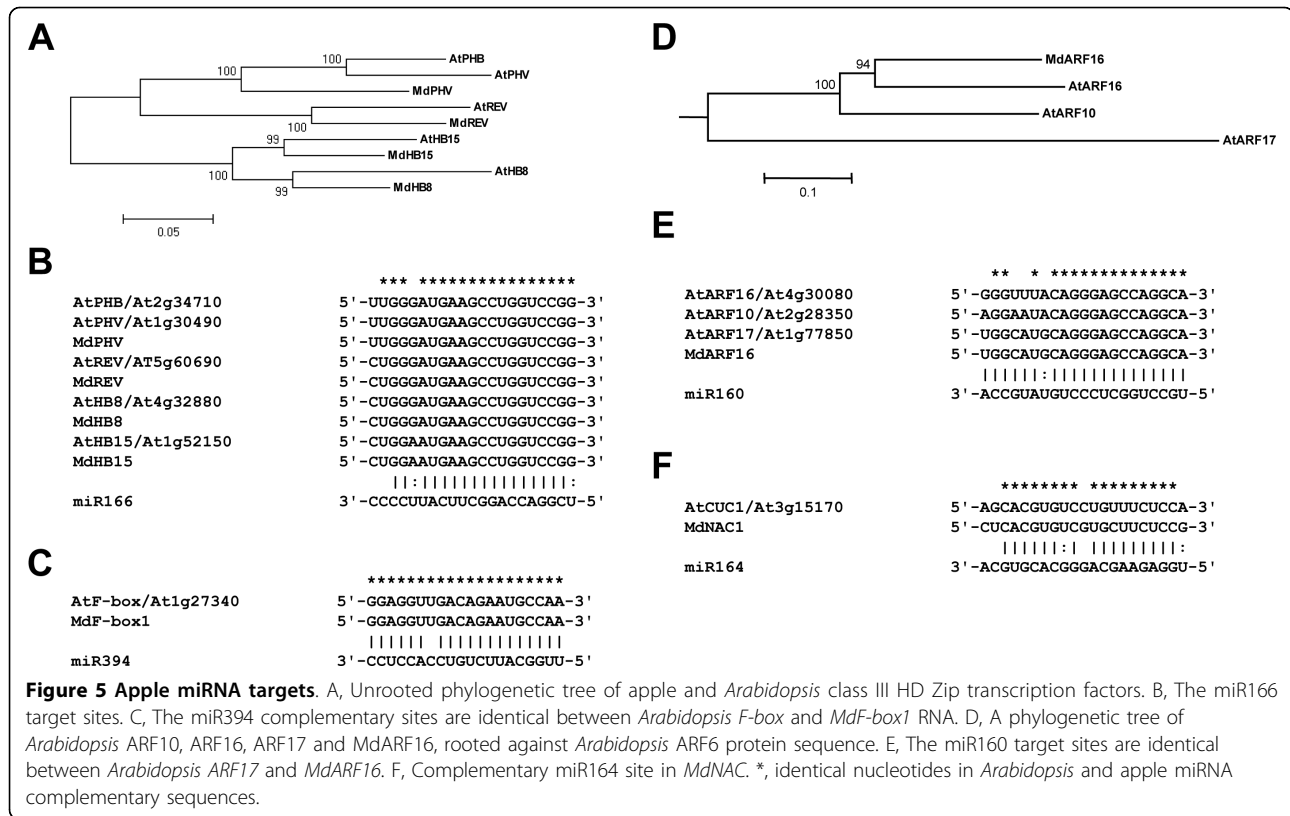 A
100
100
100
99
100
99
AtPHB
AtPHV
MdPHV
AtREV
MdREV
AtHB15
MdHB15
AtHB8
MdHB8
0.05
B
*** ****************
AtPHB/At2g34710 5'-UUGGGAUGAAGCCUGGUCCGG-3'
AtPHV/At1g30490 5'-UUGGGAUGAAGCCUGGUCCGG-3'
MdPHV 5'-UUGGGAUGAAGCCUGGUCCGG-3'
AtREV/AT5g60690 5'-CUGGGAUGAAGCCUGGUCCGG-3'
MdREV 5'-CUGGGAUGAAGCCUGGUCCGG-3'
AtHB8/At4g32880 5'-CUGGGAUGAAGCCUGGUCCGG-3'
MdHB8 5'-CUGGGAUGAAGCCUGGUCCGG-3'
AtHB15/At1g52150 5'-CUGGAAUGAAGCCUGGUCCGG-3'
MdHB15 5'-CUGGAAUGAAGCCUGGUCCGG-3'
||:|||||||||||||||:
miR166 3'-CCCCUUACUUCGGACCAGGCU-5'
C
********************
AtF-box/At1g27340 5'-GGAGGUUGACAGAAUGCCAA-3'
MdF-box1 5'-GGAGGUUGACAGAAUGCCAA-3'
|||||| |||||||||||||
miR394 3'-CCUCCACCUGUCUUACGGUU-5'
D
94
100
MdARF16
AtARF16
AtARF10
AtARF17
0.1
E
** * **************
AtARF16/At4g30080 5'-GGGUUUACAGGGAGCCAGGCA-3'
AtARF10/At2g28350 5'-AGGAAUACAGGGAGCCAGGCA-3'
AtARF17/At1g77850 5'-UGGCAUGCAGGGAGCCAGGCA-3'
MdARF16 5'-UGGCAUGCAGGGAGCCAGGCA-3'
||||||:||||||||||||||
miR160 3'-ACCGUAUGUCCCUCGGUCCGU-5'
F
******** *********
AtCUC1/At3g15170 5'-AGCACGUGUCCUGUUUCUCCA-3'
MdNAC1 5'-CUCACGUGUCGUGCUUCUCCG-3'
||||||:| |||||||||:
miR164 3'-ACGUGCACGGGACGAAGAGGU-5'
Figure 5 Apple miRNA targets. A, Unrooted phylogenetic tree of apple and Arabidopsis class III HD Zip transcription factors. B, The miR166
target sites. C, The miR394 complementary sites are identical between Arabidopsis F-box and MdF-box1 RNA. D, A phylogenetic tree of
Arabidopsis ARF10, ARF16, ARF17 and MdARF16, rooted against Arabidopsis ARF6 protein sequence. E, The miR160 target sites are identical
between Arabidopsis ARF17 and MdARF16. F, Complementary miR164 site in MdNAC. *, identical nucleotides in Arabidopsis and apple miRNA
complementary sequences.